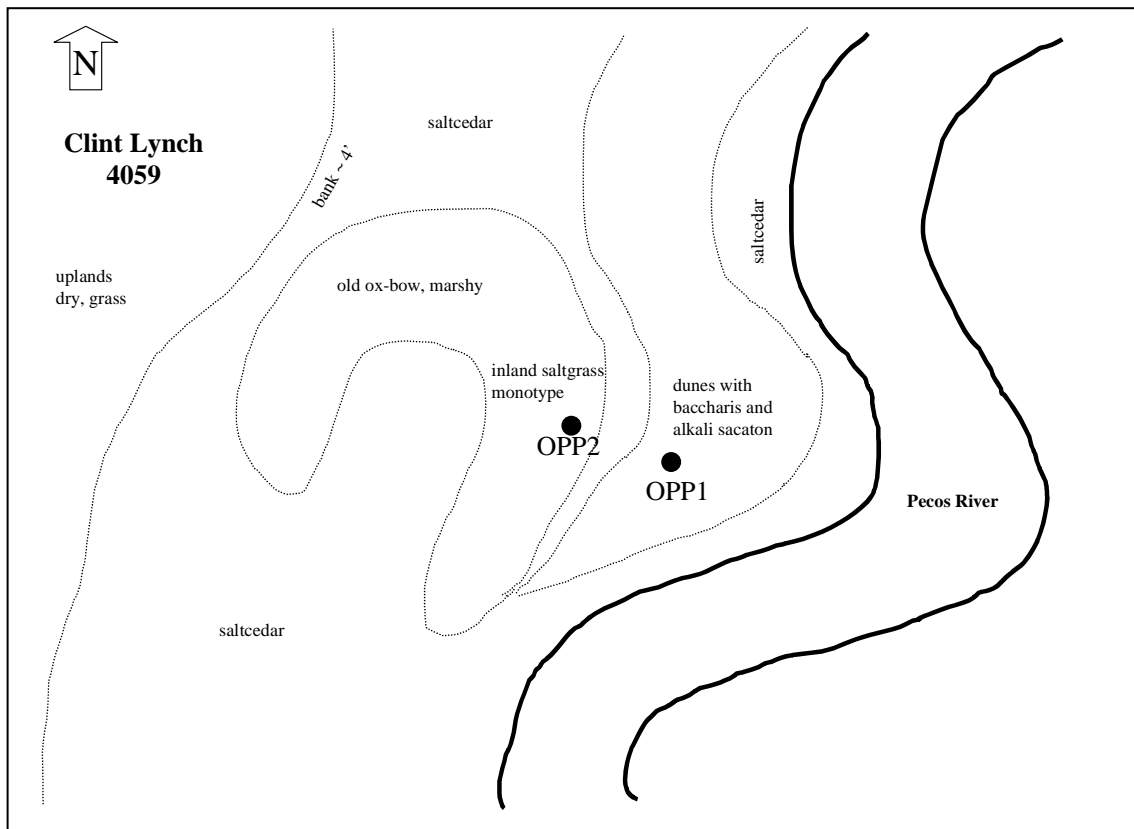 N
Clint Lynch
4059
saltcedar
bank ~ 4'
saltcedar
uplands
dry, grass
old ox-bow, marshy
inland saltgrass
monotype
dunes with
baccharis and
alkali sacaton
OPP2
OPP1
Pecos River
saltcedar